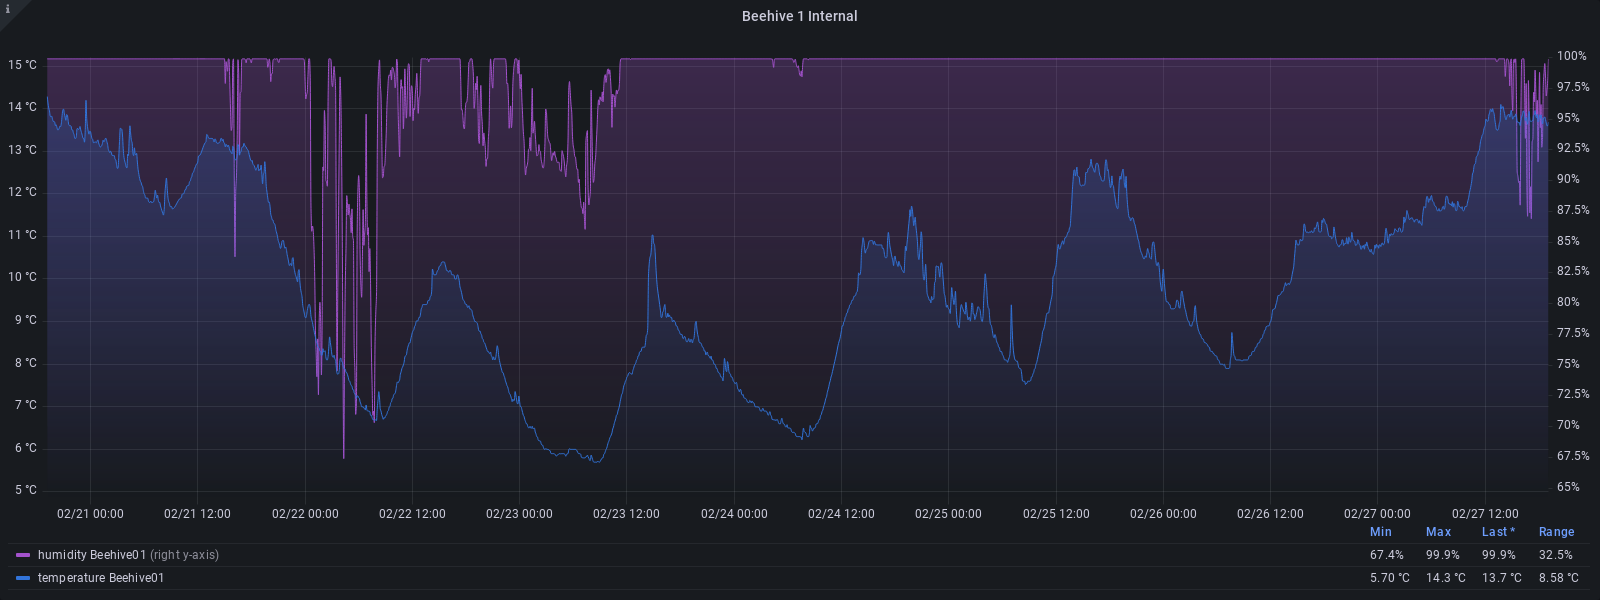 i
Beehive 1 Internal
15 °C
14 °C
13 °C
12 °C
11 °C
10 °C
9 °C
8 °C
7 °C
6 °C
5 °C
100%
97.5%
95%
92.5%
90%
87.5%
85%
82.5%
80%
77.5%
75%
72.5%
70%
67.5%
65%
02/21 00:00 02/21 12:00 02/22 00:00 02/22 12:00 02/23 00:00 02/23 12:00 02/24 00:00 02/24 12:00 02/25 00:00 02/25 12:00 02/26 00:00 02/26 12:00 02/27 00:00 02/27 12:00
Min Max Last * Range
humidity Beehive01 (right y-axis) 67.4% 99.9% 99.9% 32.5%
temperature Beehive01 5.70 °C 14.3 °C 13.7 °C 8.58 °C